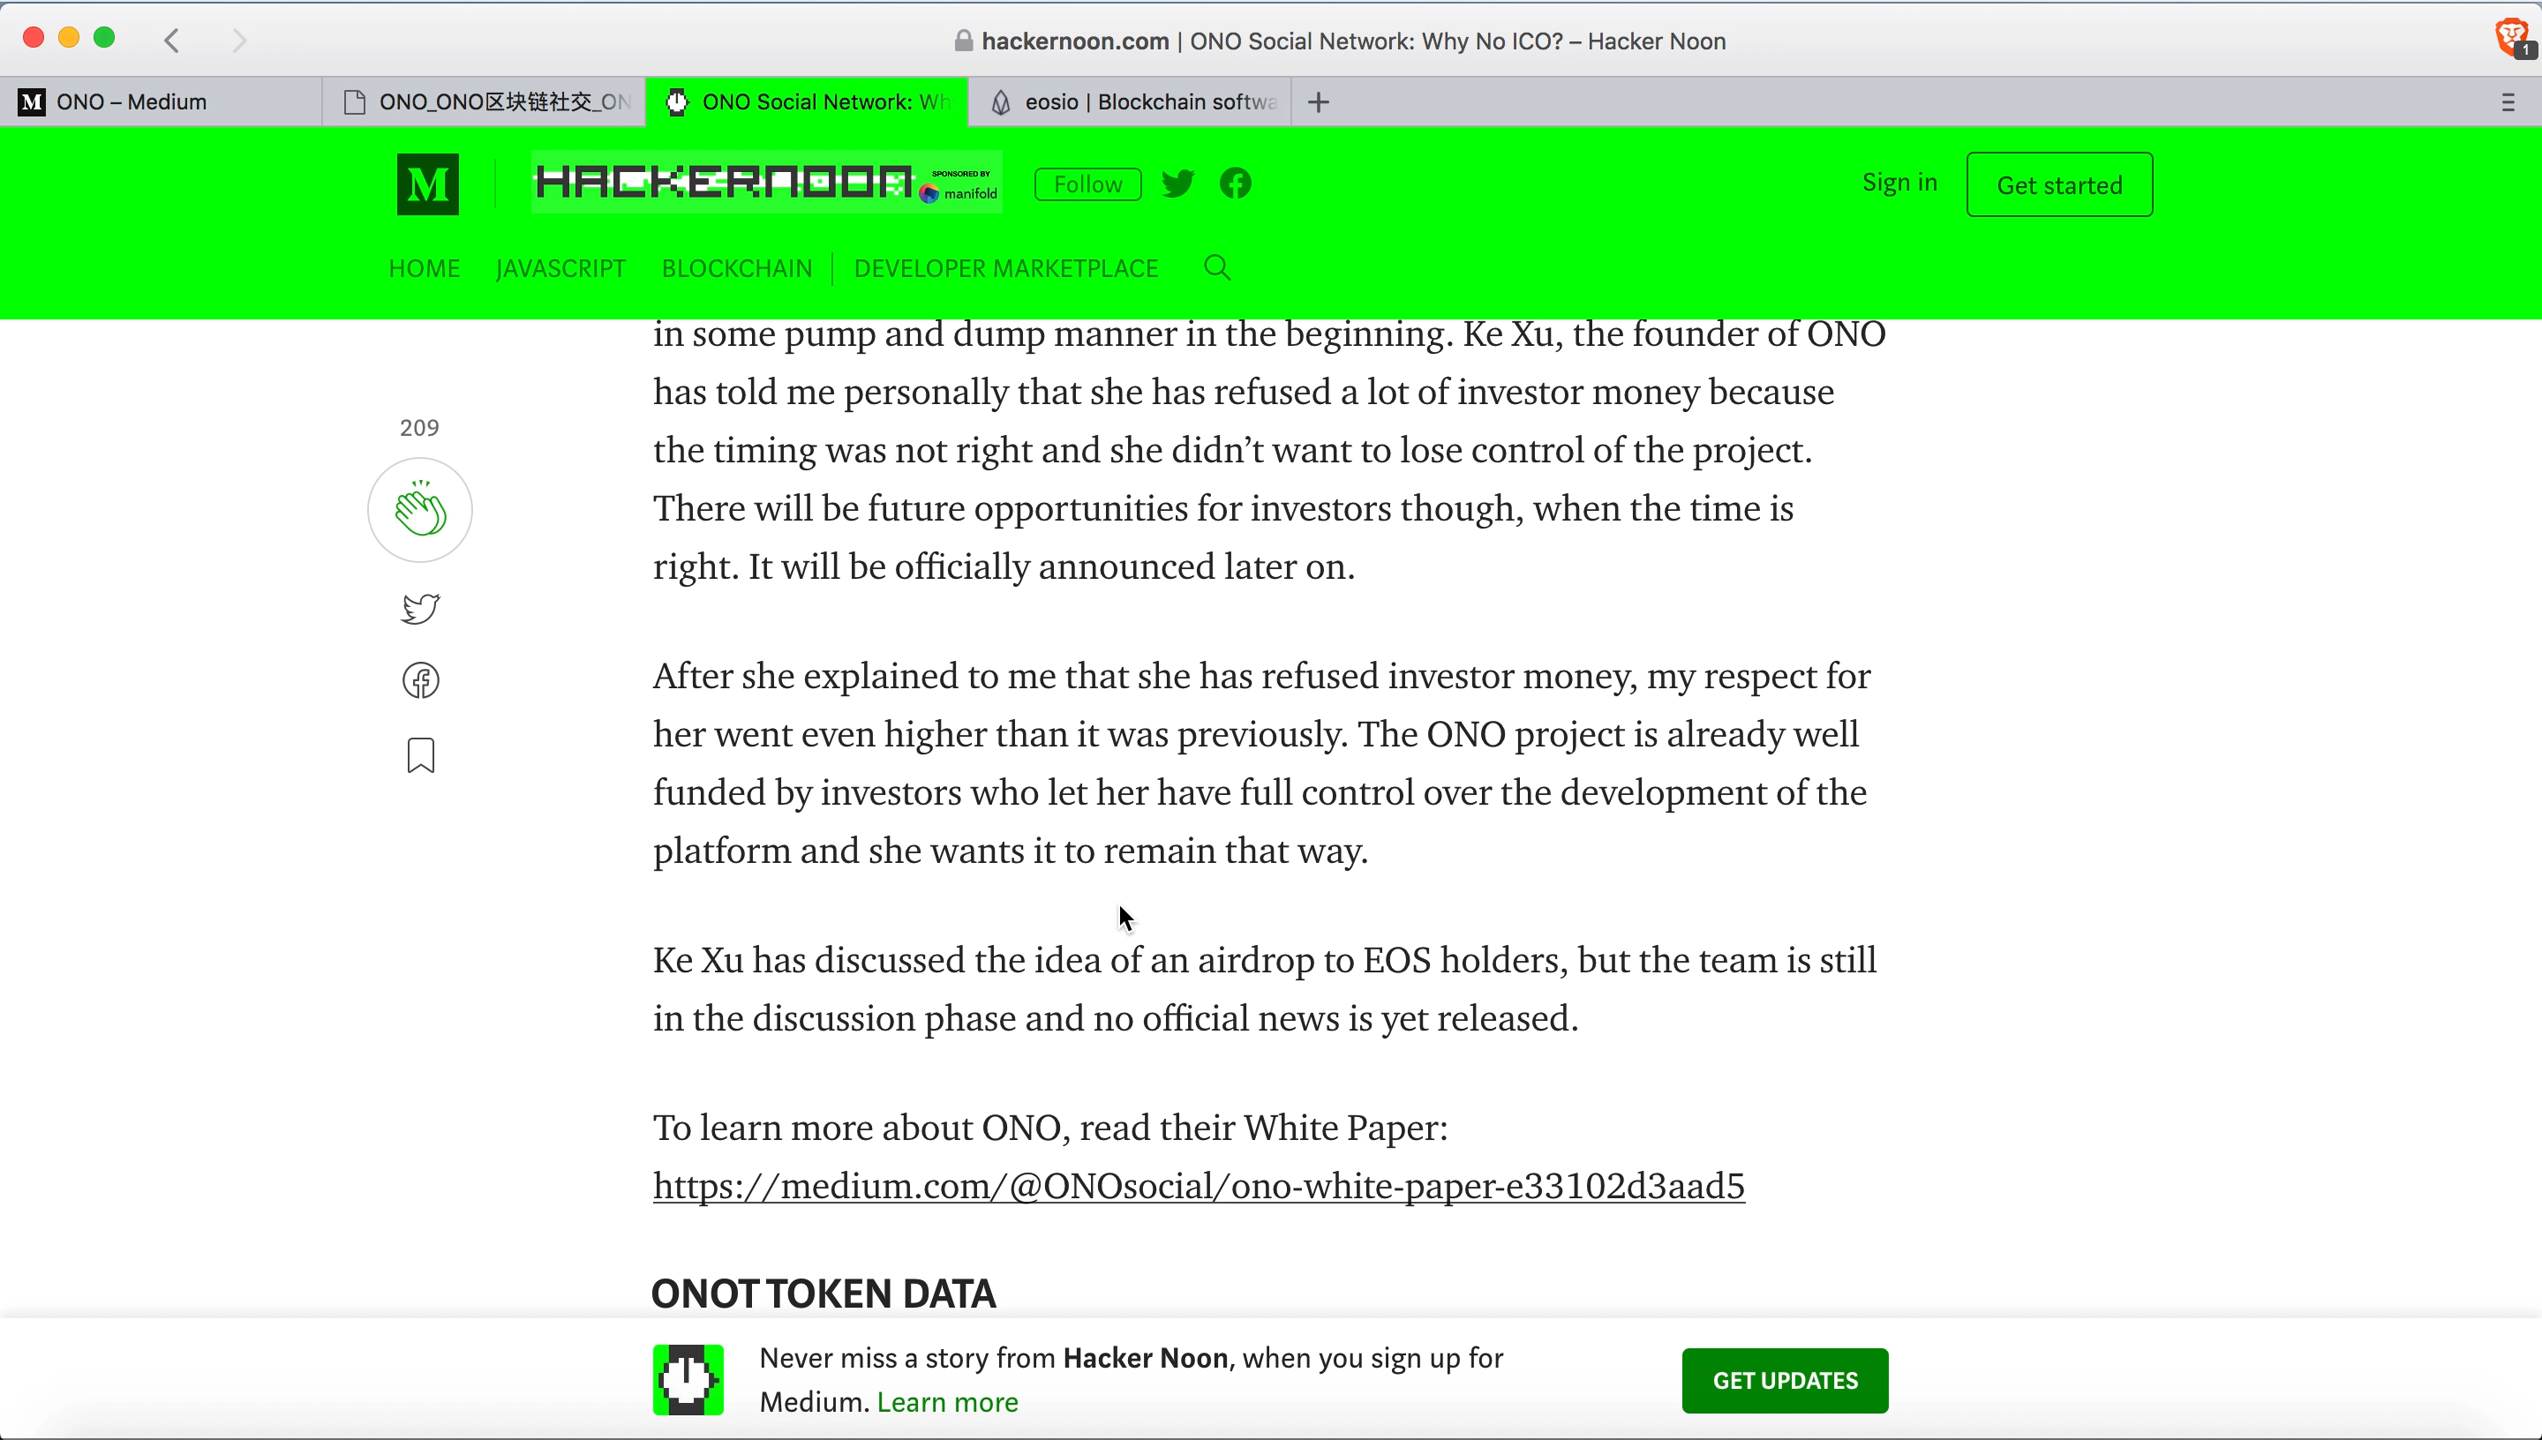 hackernoon.com | ONO Social Network: Why No ICO? – Hacker Noon
1
M ONO – Medium
ONO_ONO区块链社交_ON
ONO Social Network: Wh
eosio | Blockchain softwa
M
HACKERNOON
SPONSORED BY
manifold
Follow
Sign in
Get started
HOME
JAVASCRIPT
BLOCKCHAIN
DEVELOPER MARKETPLACE
in some pump and dump manner in the beginning. Ke Xu, the founder of ONO
has told me personally that she has refused a lot of investor money because
the timing was not right and she didn’t want to lose control of the project.
There will be future opportunities for investors though, when the time is
right. It will be officially announced later on.
209
After she explained to me that she has refused investor money, my respect for
her went even higher than it was previously. The ONO project is already well
funded by investors who let her have full control over the development of the
platform and she wants it to remain that way.
Ke Xu has discussed the idea of an airdrop to EOS holders, but the team is still
in the discussion phase and no official news is yet released.
To learn more about ONO, read their White Paper:
https://medium.com/@ONOsocial/ono-white-paper-e33102d3aad5
ONOT TOKEN DATA
Never miss a story from Hacker Noon, when you sign up for
Medium. Learn more
GET UPDATES